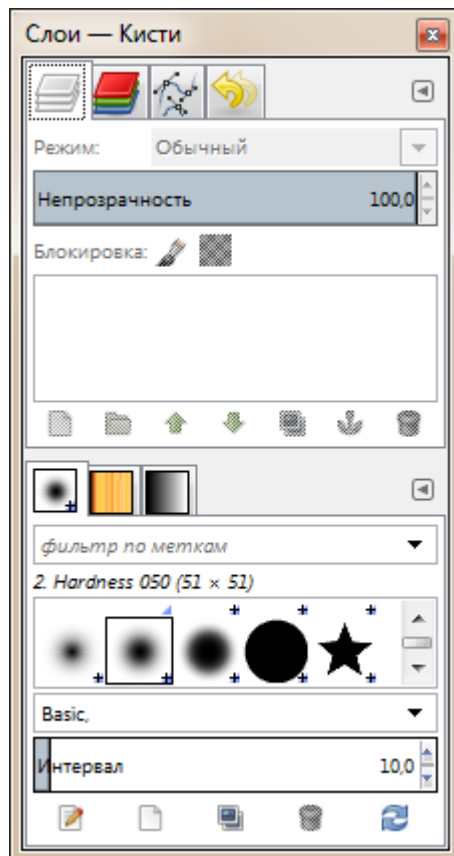 Слои — Кисти
Режим: Обычный
Непрозрачность 100,0
Блокировка:
фильтр по меткам
2. Hardness 050 (51 × 51)
Basic,
Интервал 10,0